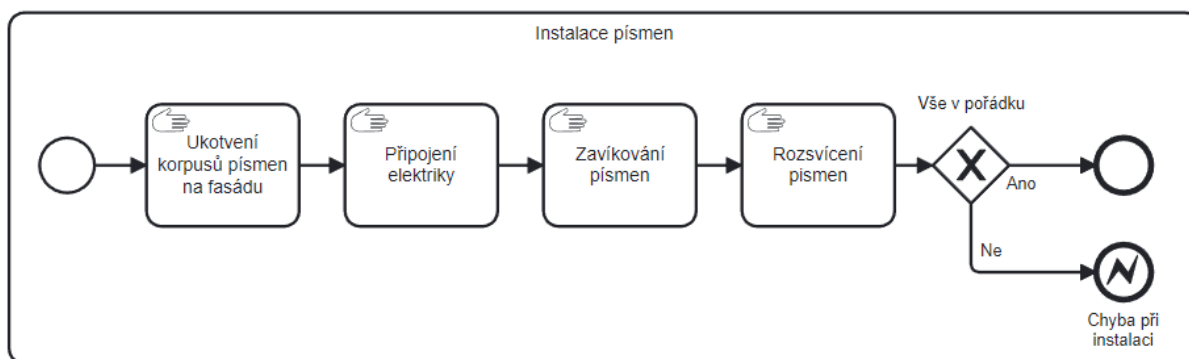 Instalace písmen
Ukotvení
korpusů písmen
na fasádu
Připojení
elektriky
Zavíkování
písmen
Rozsvícení
pismen
Vše v pořádku
Ano
Ne
Chyba při
instalaci